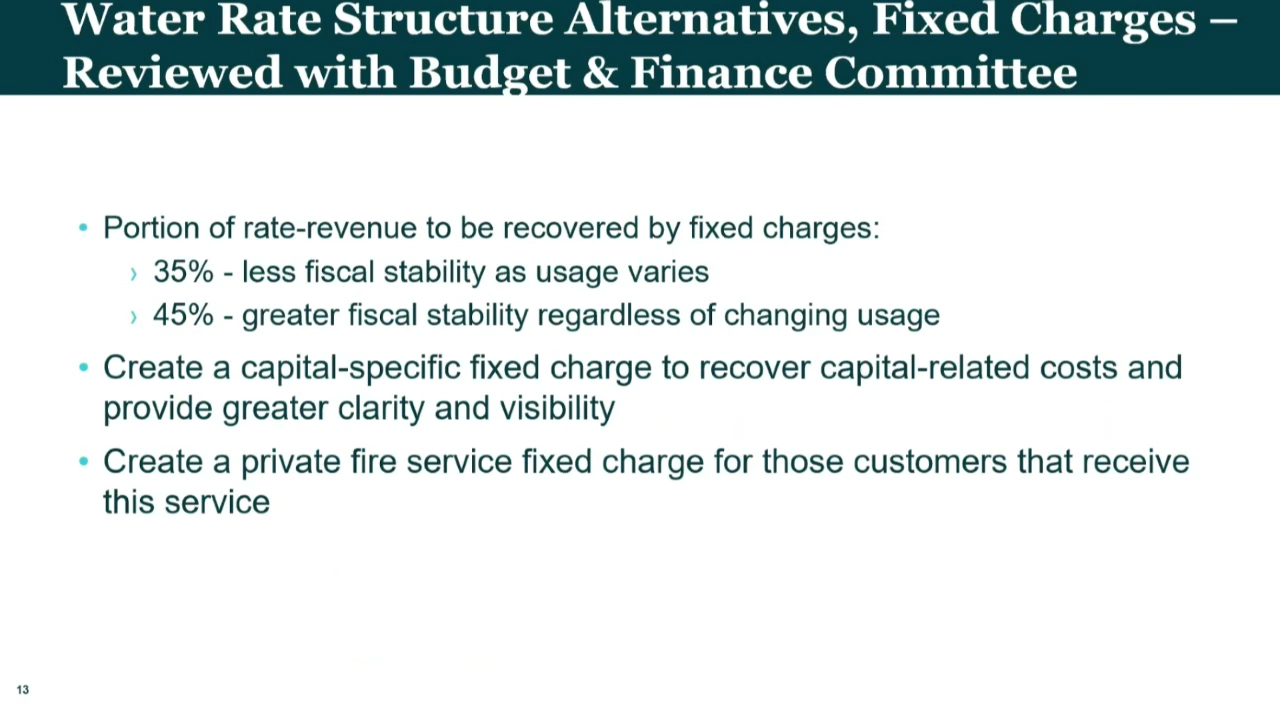 Water Rate Structure Alternatives, Fixed Charges –
Reviewed with Budget & Finance Committee
• Portion of rate-revenue to be recovered by fixed charges:
› 35% - less fiscal stability as usage varies
› 45% - greater fiscal stability regardless of changing usage
• Create a capital-specific fixed charge to recover capital-related costs and
provide greater clarity and visibility
• Create a private fire service fixed charge for those customers that receive
this service
13